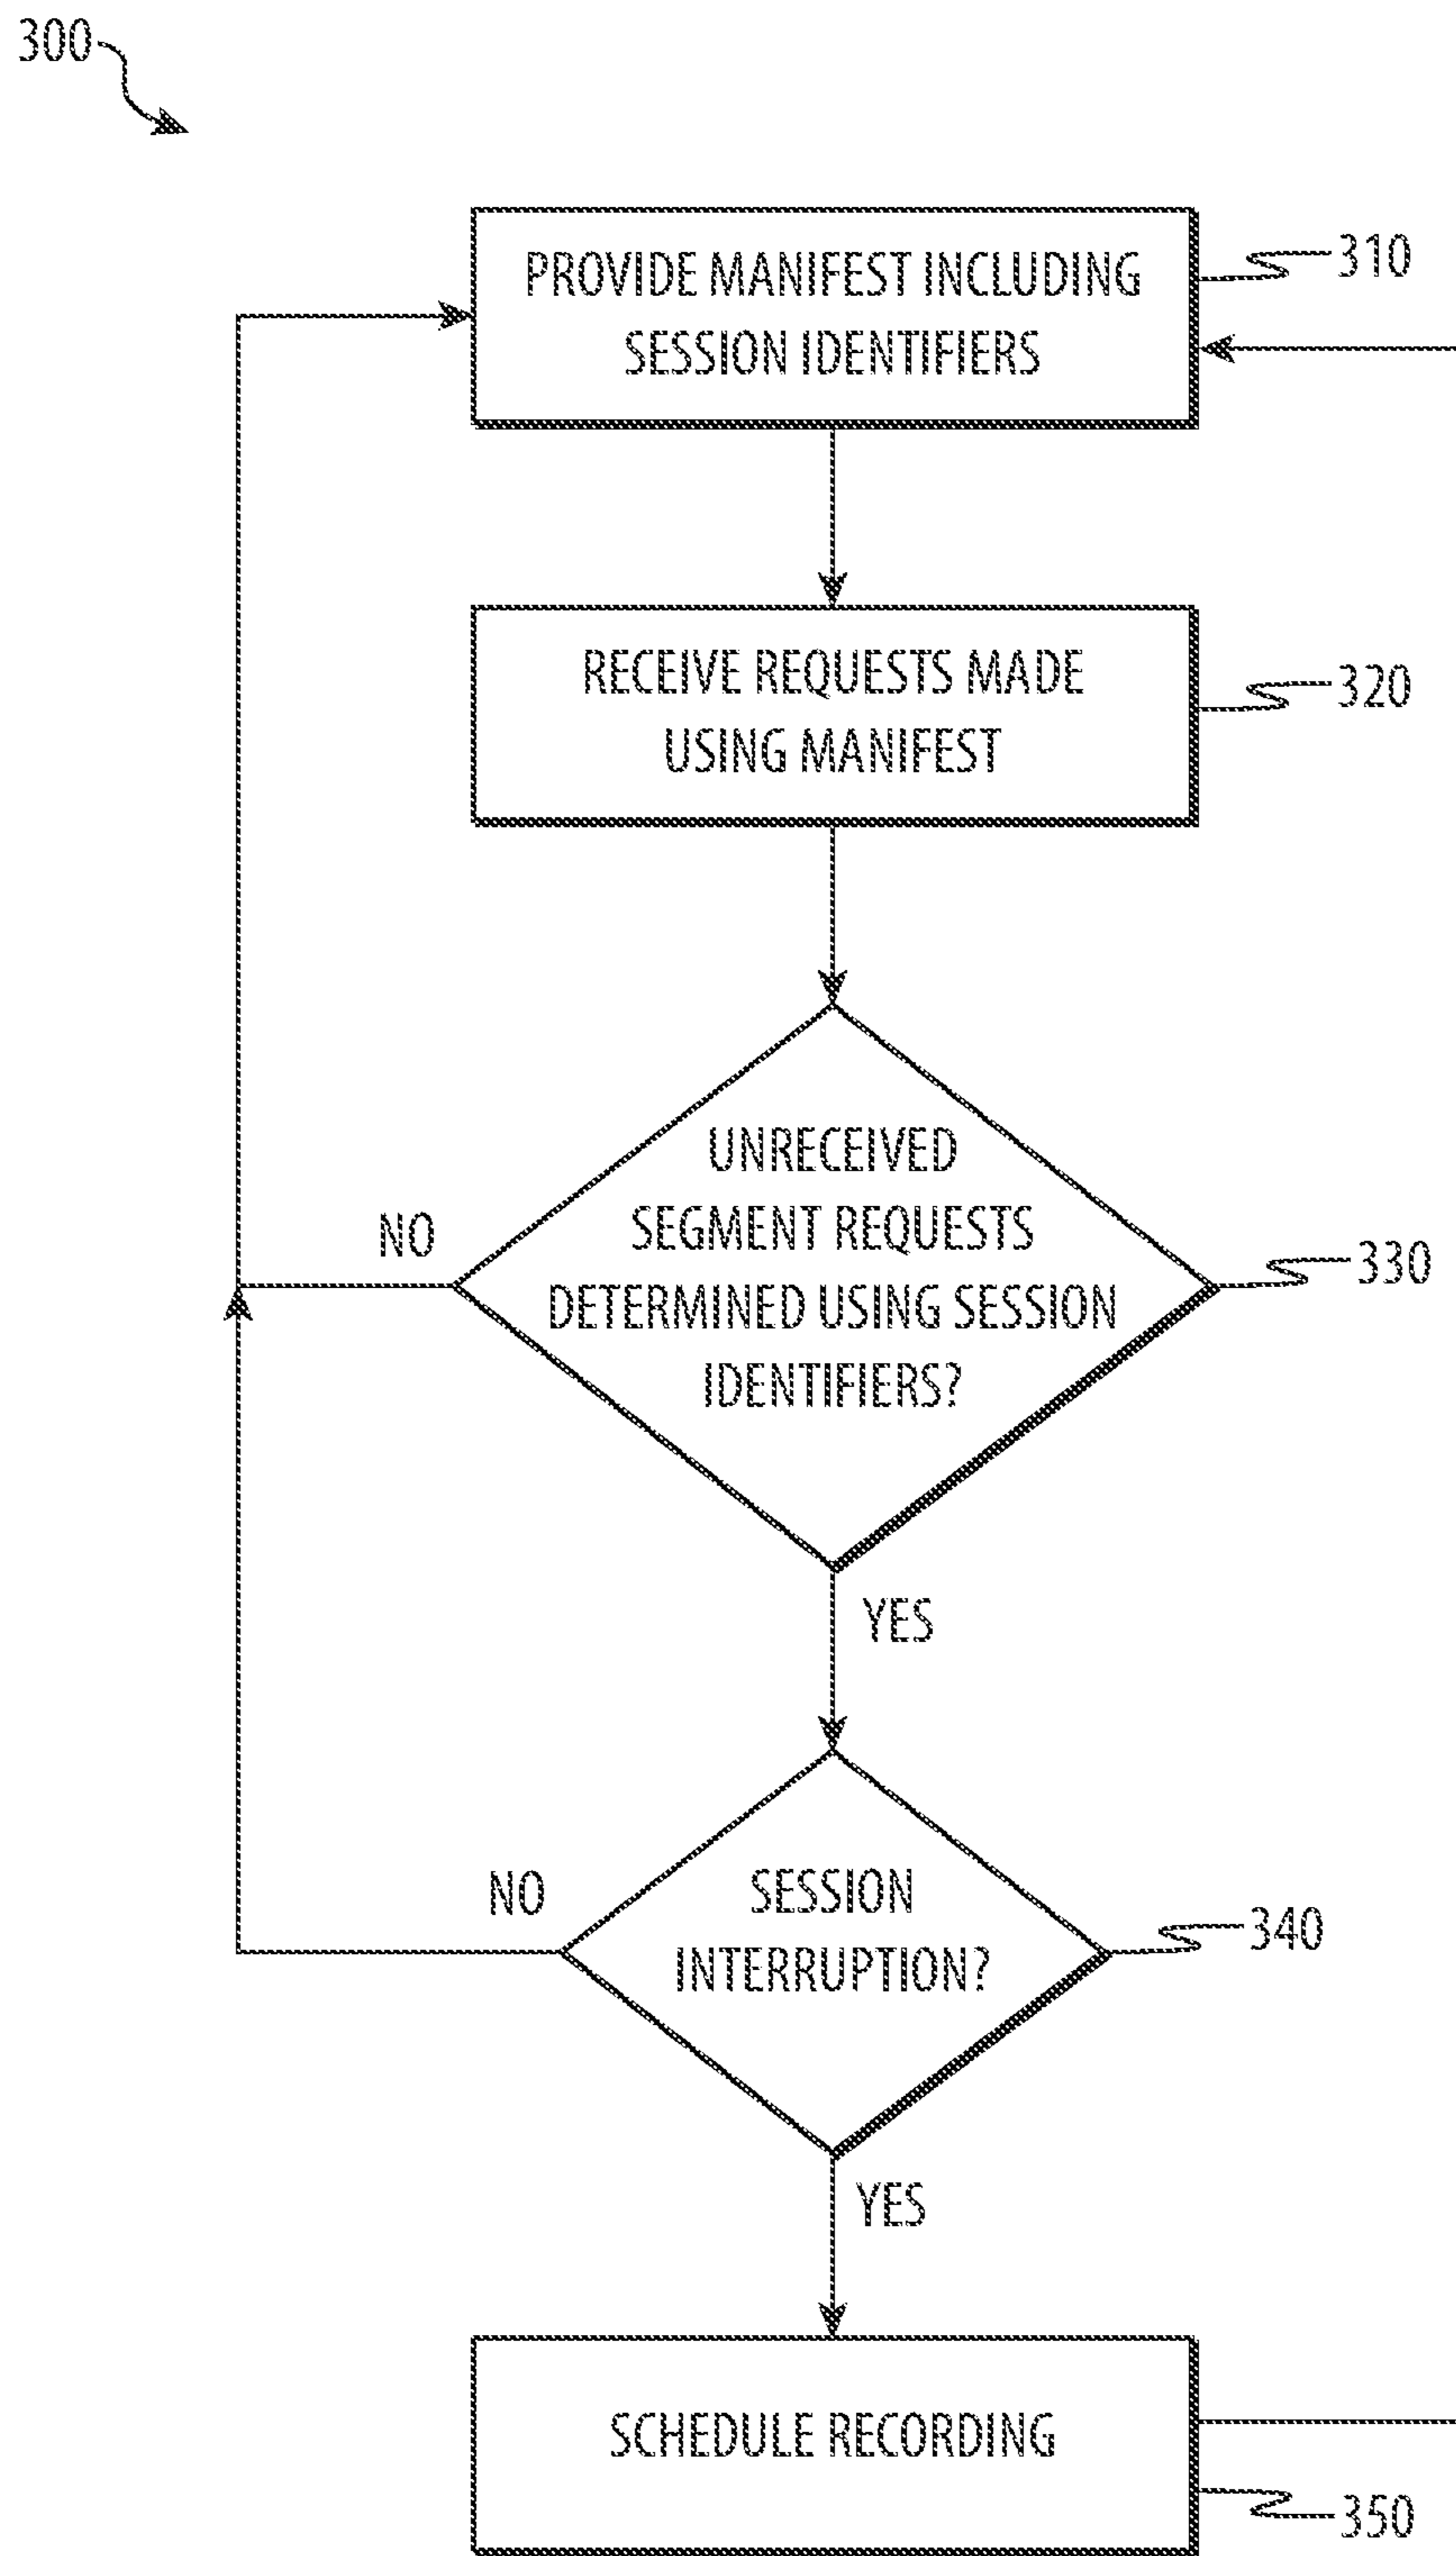 300
PROVIDE MANIFEST INCLUDING
SESSION IDENTIFIERS
310
RECEIVE REQUESTS MADE
USING MANIFEST
320
UNRECEIVED
SEGMENT REQUESTS
DETERMINED USING SESSION
IDENTIFIERS?
NO
330
YES
SESSION
INTERRUPTION?
NO
340
YES
SCHEDULE RECORDING
350